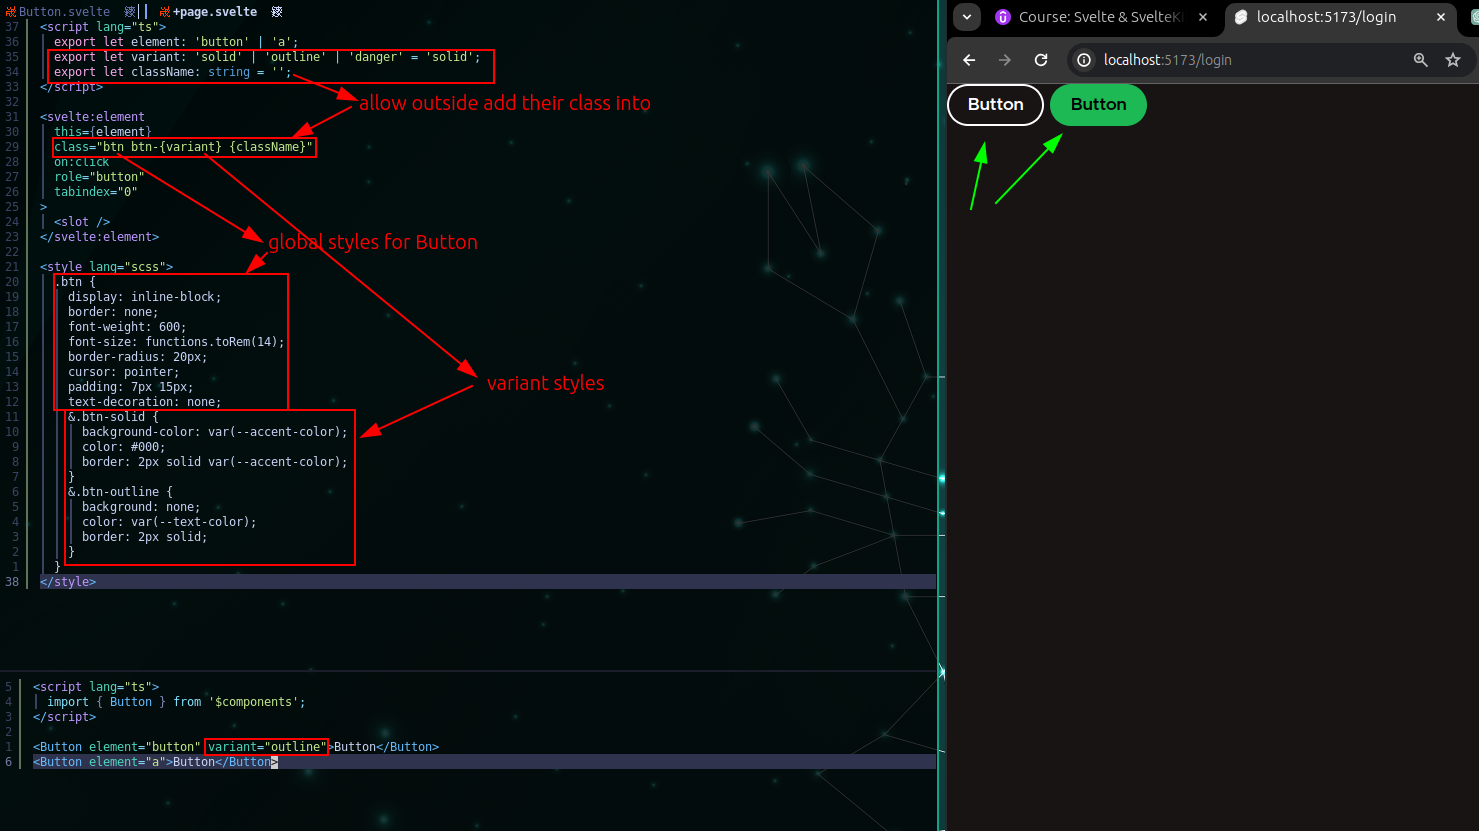 Button.svelte +page.svelte
37 <script lang="ts">
36 export let element: 'button' | 'a';
35 export let variant: 'solid' | 'outline' | 'danger' = 'solid';
34 export let className: string = '';
33 </script>
allow outside add their class into
32
31 <svelte:element
30 this={element}
29 class="btn btn-{variant} {className}"
28 on:click
27 role="button"
26 tabindex="0"
25 >
24 <slot />
23 </svelte:element>
global styles for Button
22
21 <style lang="scss">
20 .btn {
19 display: inline-block;
18 border: none;
17 font-weight: 600;
16 font-size: functions.toRem(14);
15 border-radius: 20px;
14 cursor: pointer;
13 padding: 7px 15px;
variant styles
12 text-decoration: none;
11 &.btn-solid {
10 background-color: var(--accent-color);
9 color: #000;
8 border: 2px solid var(--accent-color);
7 }
6 &.btn-outline {
5 background: none;
4 color: var(--text-color);
3 border: 2px solid;
2 }
1 }
38 </style>
5 <script lang="ts">
4 import { Button } from '$components';
3 </script>
2
1 <Button element="button" variant="outline">Button</Button>
6 <Button element="a">Button</Button>
Course: Svelte & SvelteK
localhost:5173/login
localhost:5173/login
Button
Button